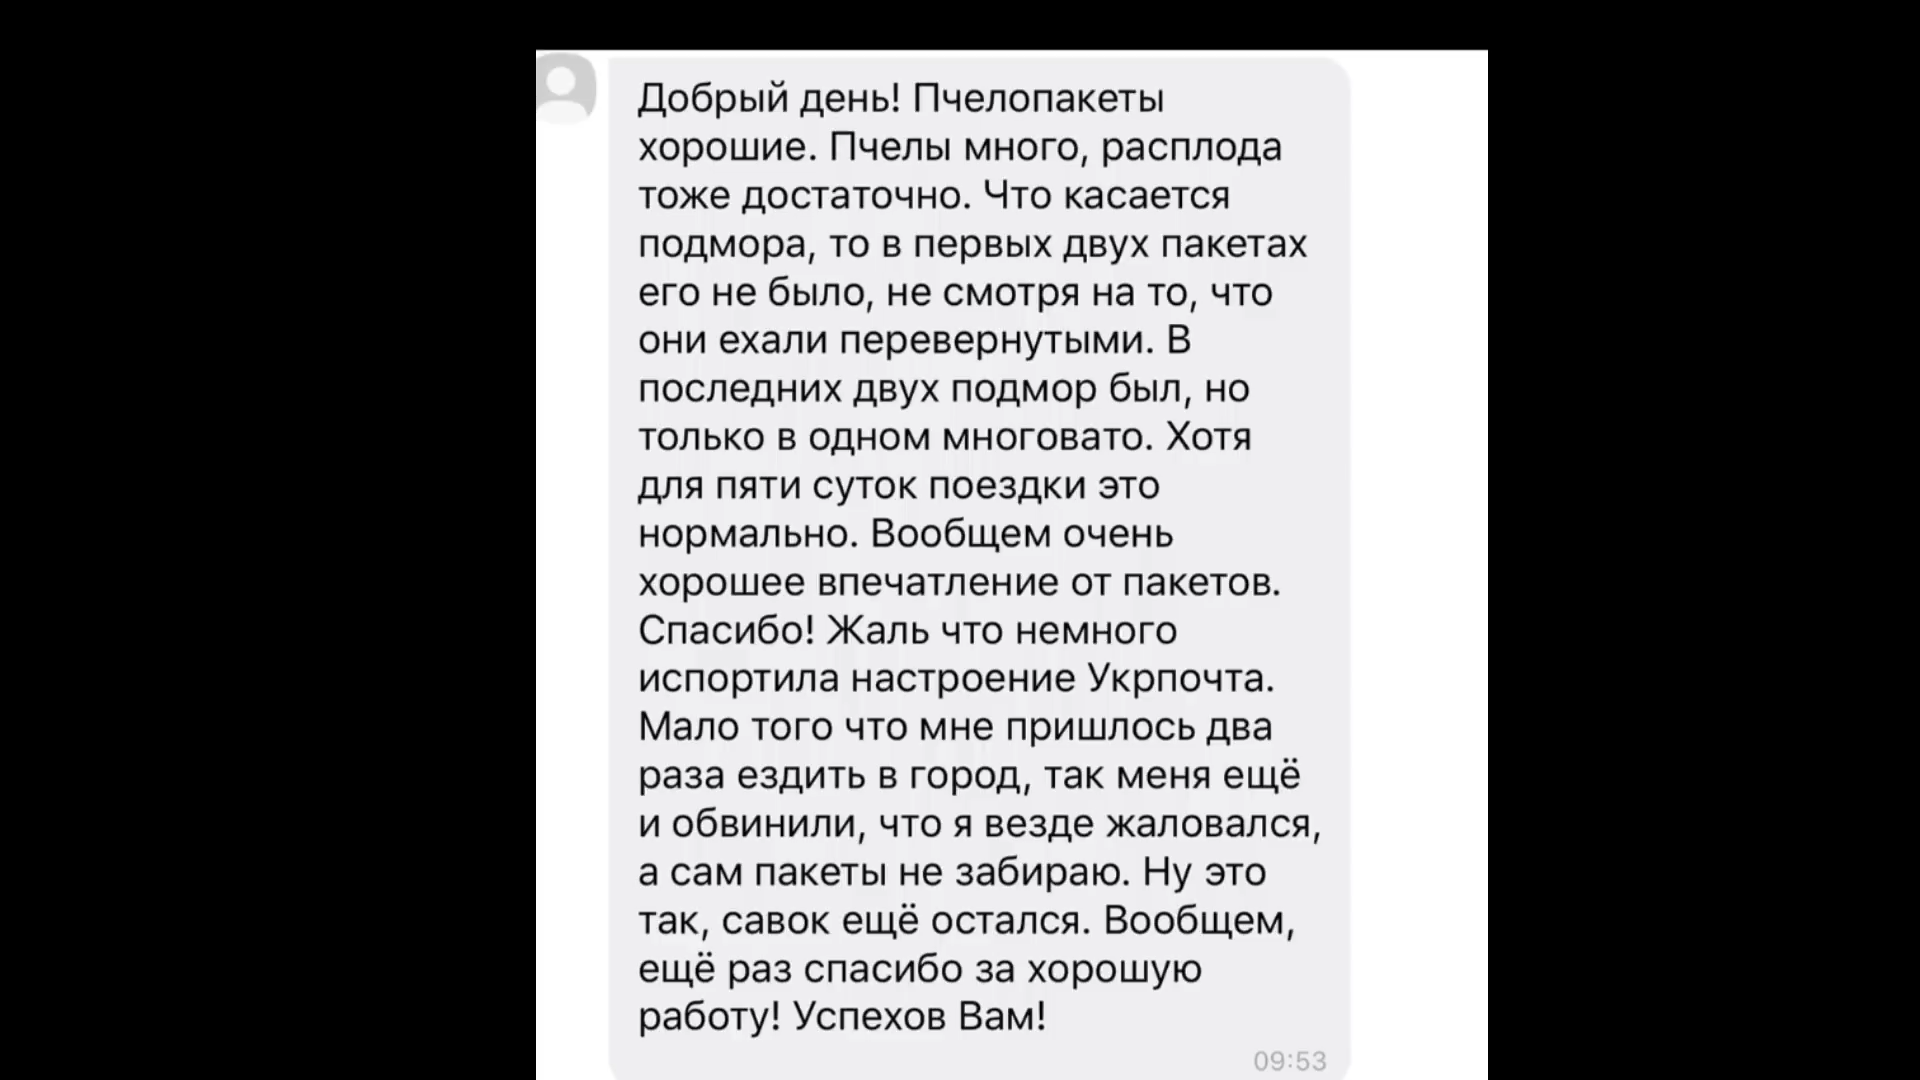 Добрый день! Пчелопакеты
хорошие. Пчелы много, расплода
тоже достаточно. Что касается
подмора, то в первых двух пакетах
его не было, не смотря на то, что
они ехали перевернутыми. В
последних двух подмор был, но
только в одном многовато. Хотя
для пяти суток поездки это
нормально. Вообщем очень
хорошее впечатление от пакетов.
Спасибо! Жаль что немного
испортила настроение Укрпочта.
Мало того что мне пришлось два
раза ездить в город, так меня ещё
и обвинили, что я везде жаловался,
а сам пакеты не забираю. Ну это
так, савок ещё остался. Вообщем,
ещё раз спасибо за хорошую
работу! Успехов Вам!
09:53